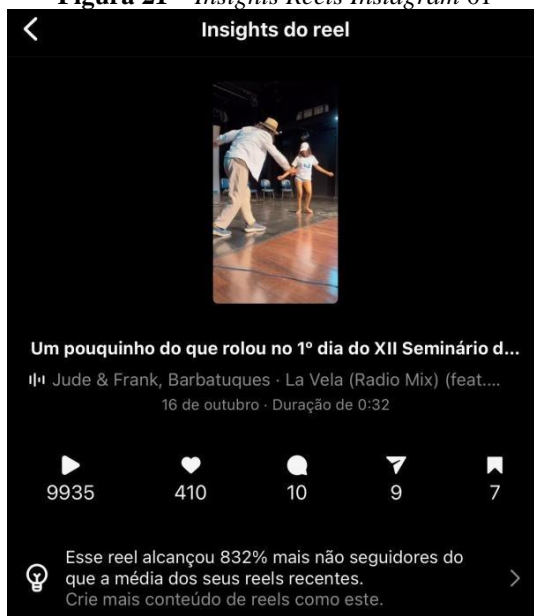 Figura 21 - Insights Reels Instagram 01
Insights do reel
Um pouquinho do que rolou no 1º dia do XII Seminário d...
Jude & Frank, Barbatuques · La Vela (Radio Mix) (feat....
16 de outubro · Duração de 0:32
9935 410 10 9 7
Esse reel alcançou 832% mais não seguidores do
que a média dos seus reels recentes.
Crie mais conteúdo de reels como este.